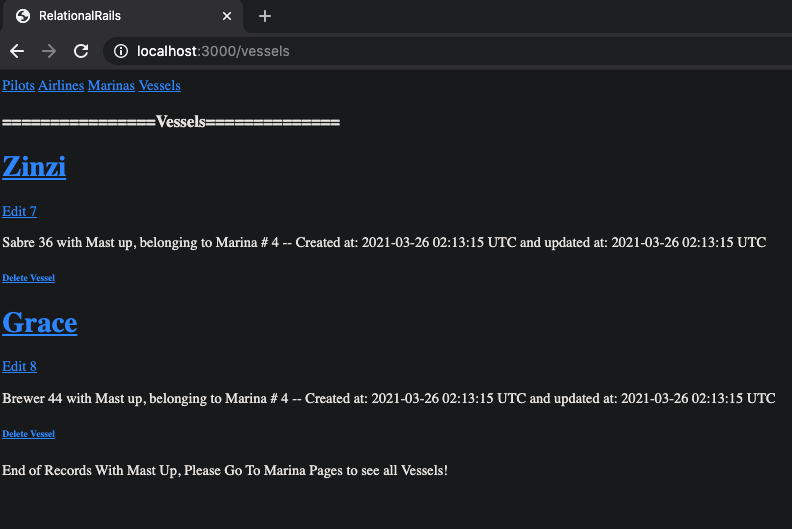 RelationalRails
localhost:3000/vessels
Pilots Airlines Marinas Vessels
================Vessels==============
Zinzi
Edit 7
Sabre 36 with Mast up, belonging to Marina # 4 -- Created at: 2021-03-26 02:13:15 UTC and updated at: 2021-03-26 02:13:15 UTC
Delete Vessel
Grace
Edit 8
Brewer 44 with Mast up, belonging to Marina # 4 -- Created at: 2021-03-26 02:13:15 UTC and updated at: 2021-03-26 02:13:15 UTC
Delete Vessel
End of Records With Mast Up, Please Go To Marina Pages to see all Vessels!